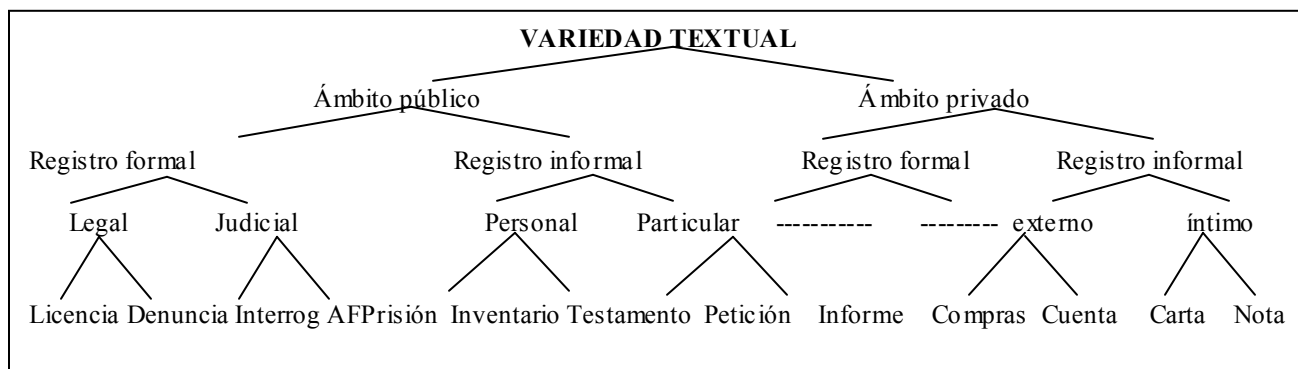 VARIEDAD TEXTUAL
Ámbito público Ámbito privado
Registro formal Registro informal Registro formal Registro informal
Legal Judicial Personal Particular ----------- --------- externo íntimo
Licencia Denuncia Interrog AFPrisión Inventario Testamento Petición Informe Compras Cuenta Carta Nota